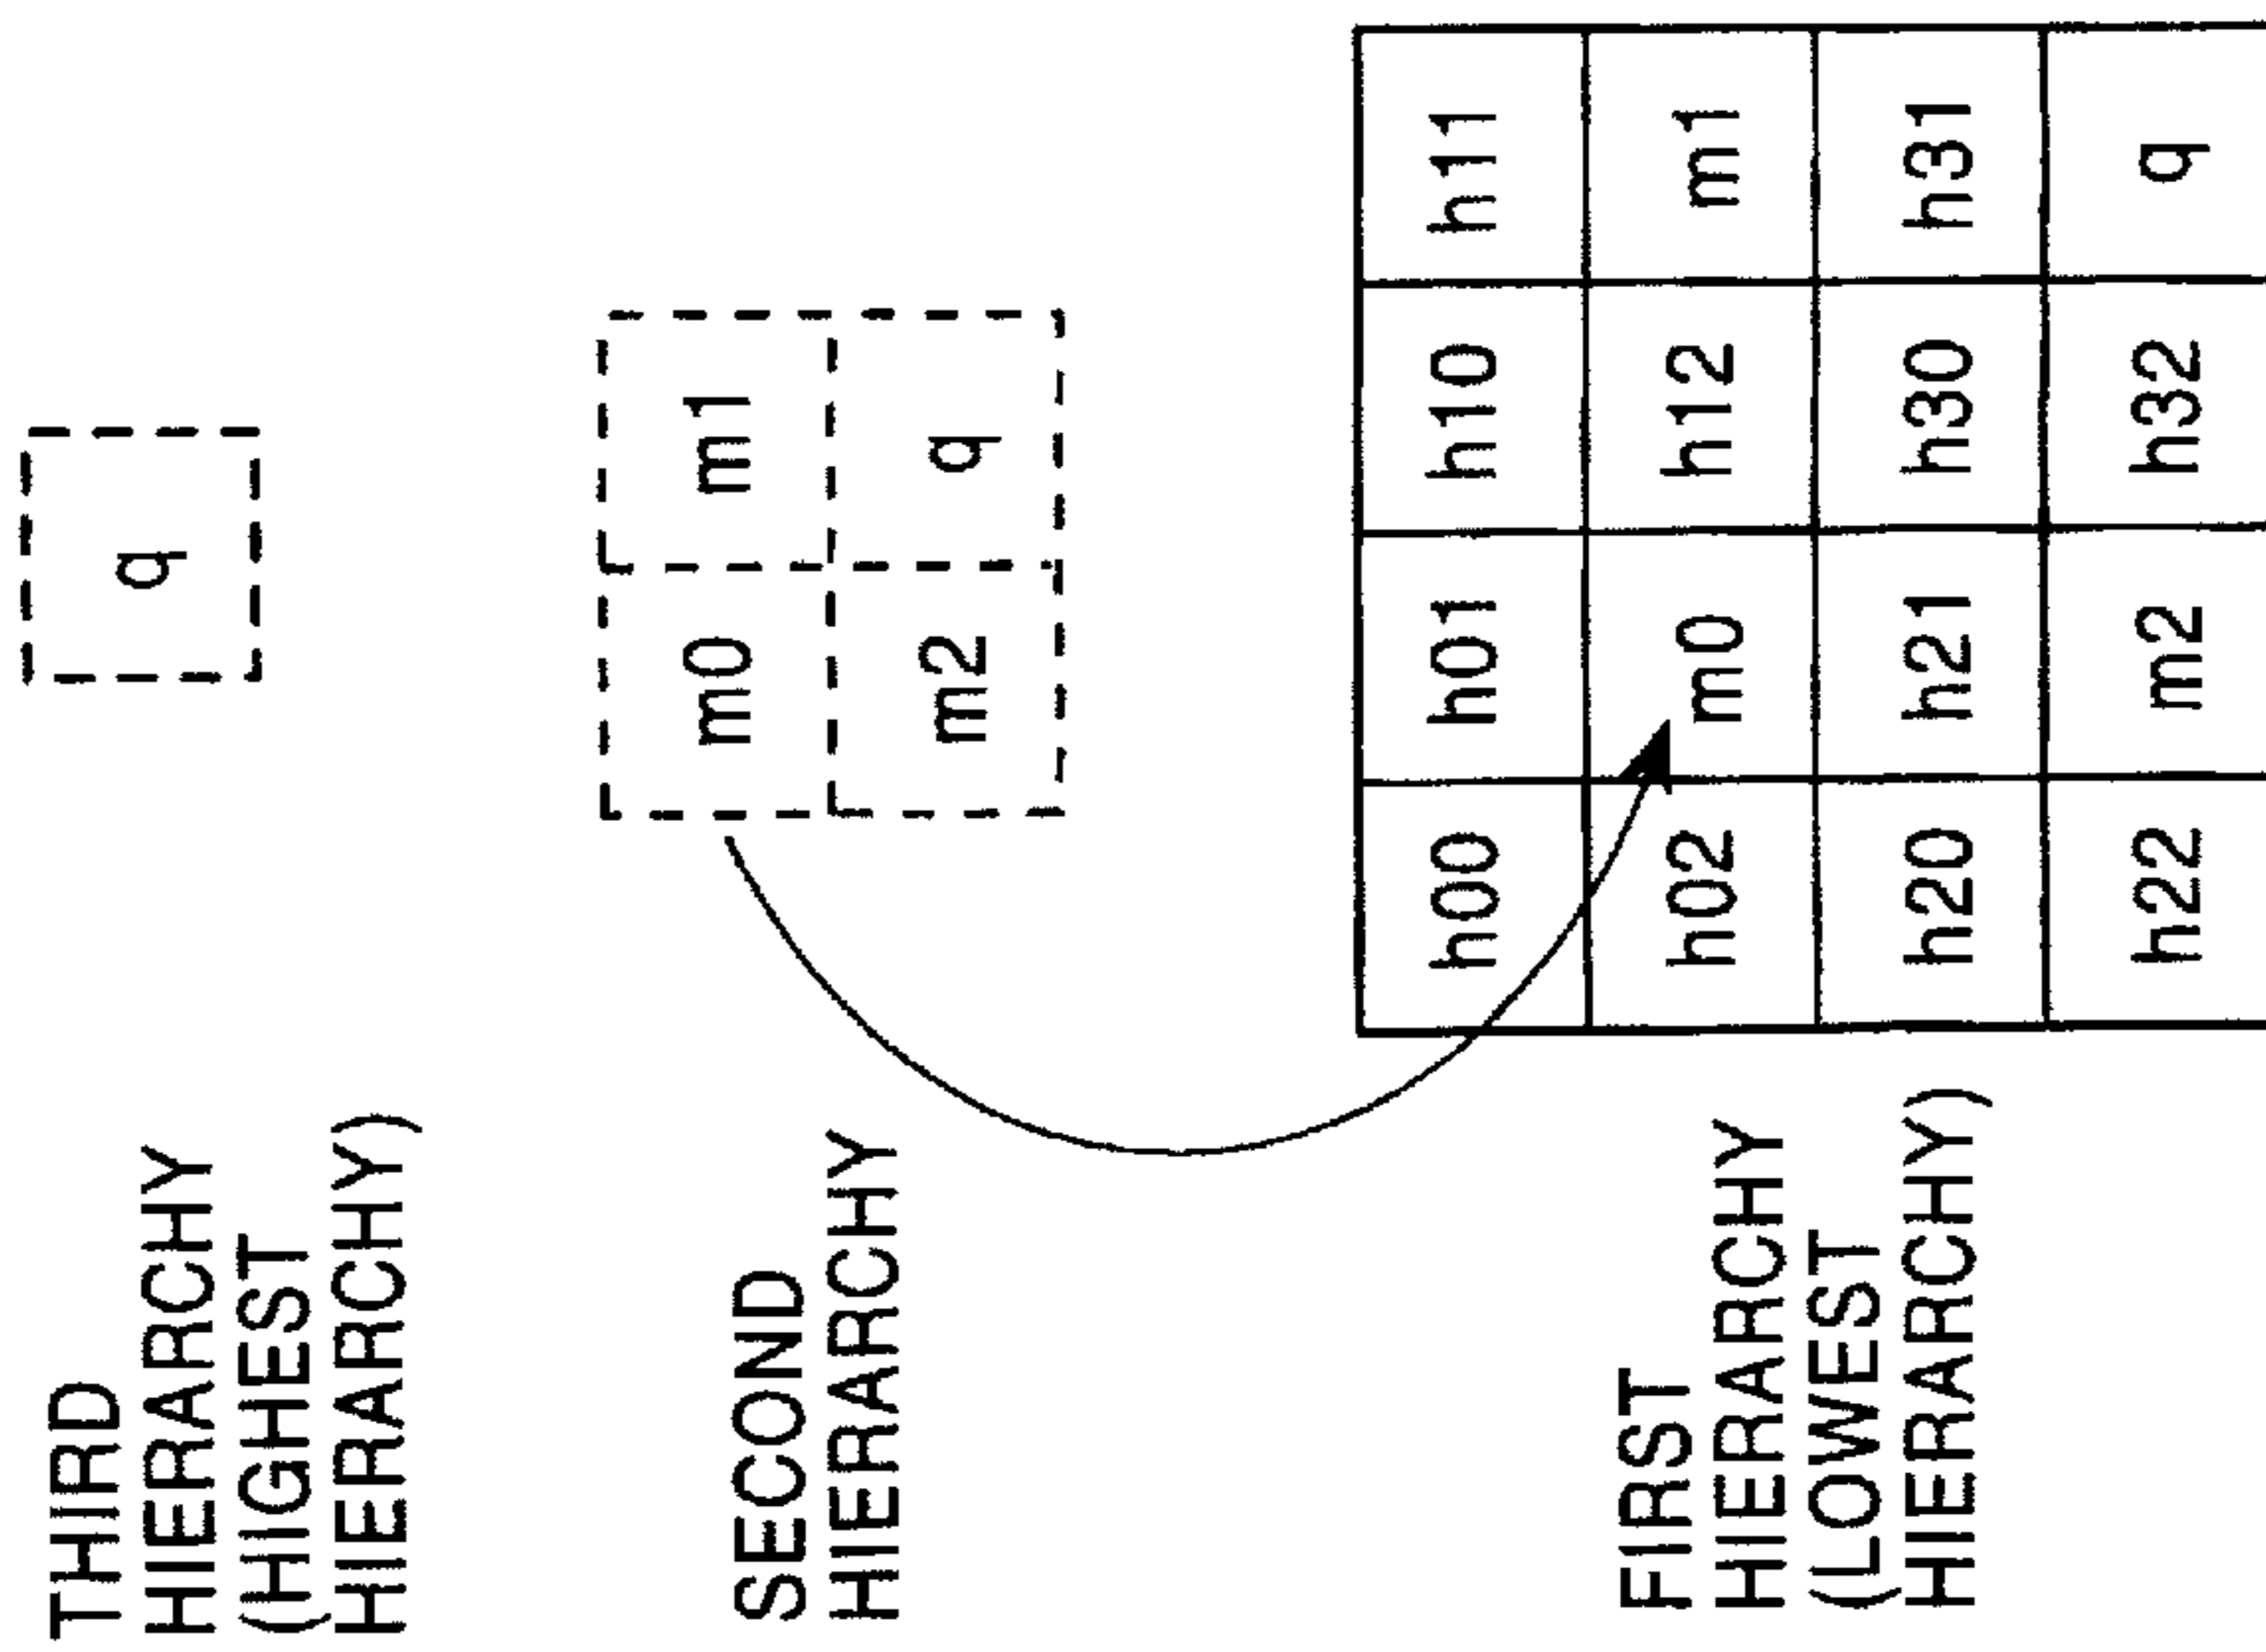 THIRD
HIERARCHY
(HIGHEST
HIERARCHY)
q
SECOND
HIERARCHY
m0 m1
m2 q
FIRST
HIERARCHY
(LOWEST
HIERARCHY)
h00 h01 h10 h11
h02 m0 h12 m1
h20 h21 h30 h31
h22 m2 h32 q